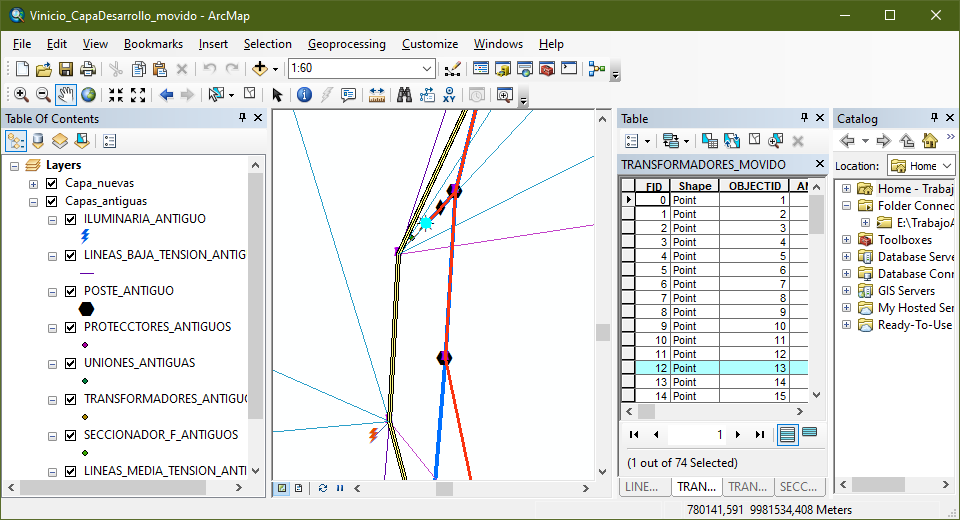 Vinicio_CapaDesarrollo_movido - ArcMap
File Edit View Bookmarks Insert Selection Geoprocessing Customize Windows Help
1:60
XY
Table Of Contents
Layers
Capa_nuevas
Capas_antiguas
ILUMINARIA_ANTIGUO
LINEAS_BAJA_TENSION_ANTIG
POSTE_ANTIGUO
PROTECCTORES_ANTIGUOS
UNIONES_ANTIGUAS
TRANSFORMADORES_ANTIGUO
SECCIONADOR_F_ANTIGUOS
LINEAS_MEDIA_TENSION_ANTI
Table
TRANSFORMADORES_MOVIDO
FID Shape OBJECTID AN
0 Point 1
1 Point 2
2 Point 3
3 Point 4
4 Point 5
5 Point 6
6 Point 7
7 Point 8
8 Point 9
9 Point 10
10 Point 11
11 Point 12
12 Point 13
13 Point 14
14 Point 15
1
(1 out of 74 Selected)
LINE... TRAN... TRAN... SECC...
Catalog
Location: Home
Home - Trabaj
Folder Connec
E:\TrabajoA
Toolboxes
Database Serve
Database Conn
GIS Servers
My Hosted Ser
Ready-To-Use
780141,591 9981534,408 Meters